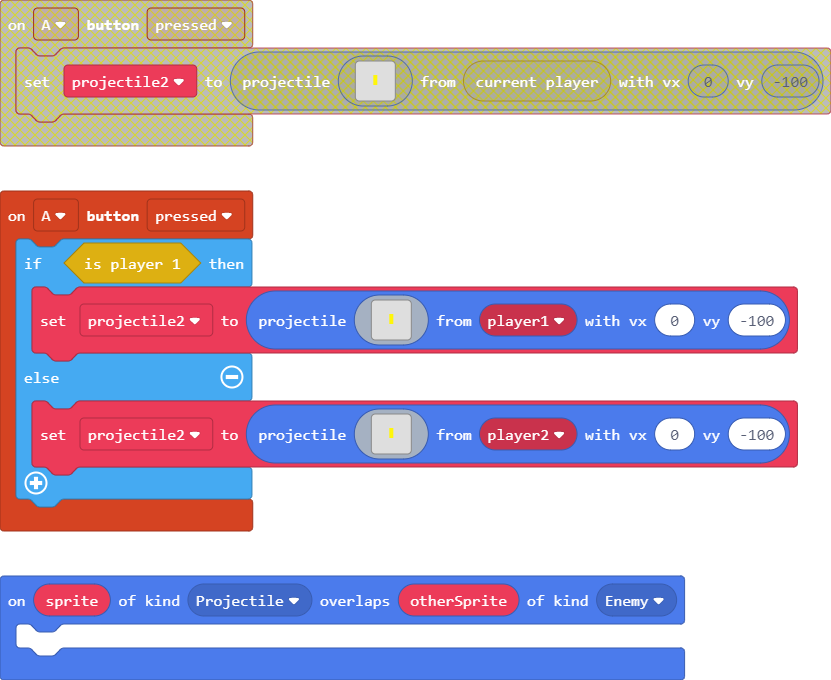 on A button pressed
set projectile2 to projectile from current player with vx 0 vy -100
on A button pressed
if is player 1 then
set projectile2 to projectile from player1 with vx 0 vy -100
else
set projectile2 to projectile from player2 with vx 0 vy -100
on sprite of kind Projectile overlaps otherSprite of kind Enemy